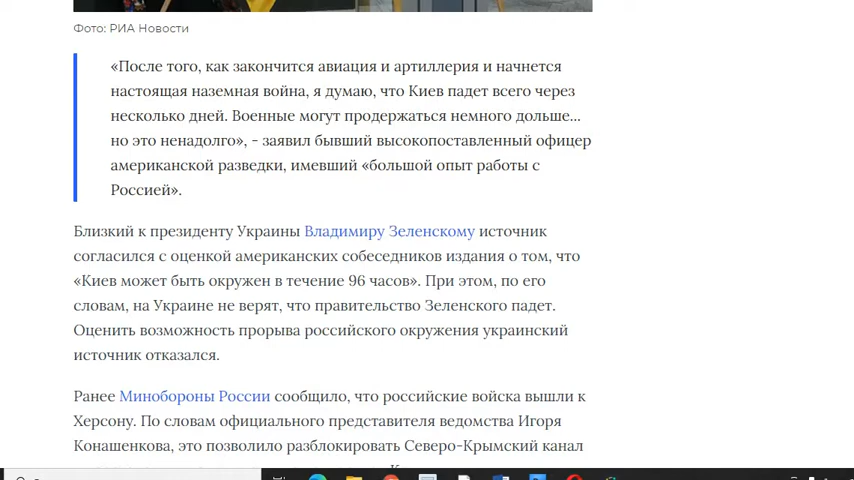 Фото: РИА Новости
«После того, как закончится авиация и артиллерия и начнется
настоящая наземная война, я думаю, что Киев падет всего через
несколько дней. Военные могут продержаться немного дольше...
но это ненадолго», - заявил бывший высокопоставленный офицер
американской разведки, имевший «большой опыт работы с
Россией».
Близкий к президенту Украины Владимиру Зеленскому источник
согласился с оценкой американских собеседников издания о том, что
«Киев может быть окружен в течение 96 часов». При этом, по его
словам, на Украине не верят, что правительство Зеленского падет.
Оценить возможность прорыва российского окружения украинский
источник отказался.
Ранее Минобороны России сообщило, что российские войска вышли к
Херсону. По словам официального представителя ведомства Игоря
Конашенкова, это позволило разблокировать Северо-Крымский канал